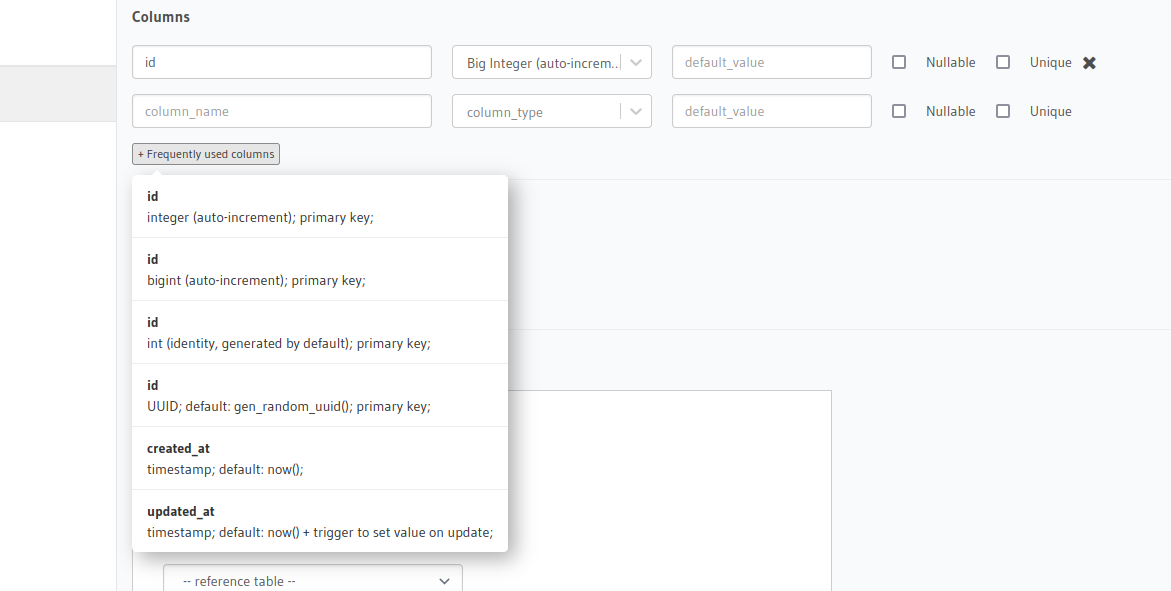 Columns
id Big Integer (auto-increm.. default_value Nullable Unique
column_name column_type default_value Nullable Unique
+ Frequently used columns
id
integer (auto-increment); primary key;
id
bigint (auto-increment); primary key;
id
int (identity, generated by default); primary key;
id
UUID; default: gen_random_uuid(); primary key;
created_at
timestamp; default: now();
updated_at
timestamp; default: now() + trigger to set value on update;
-- reference table --